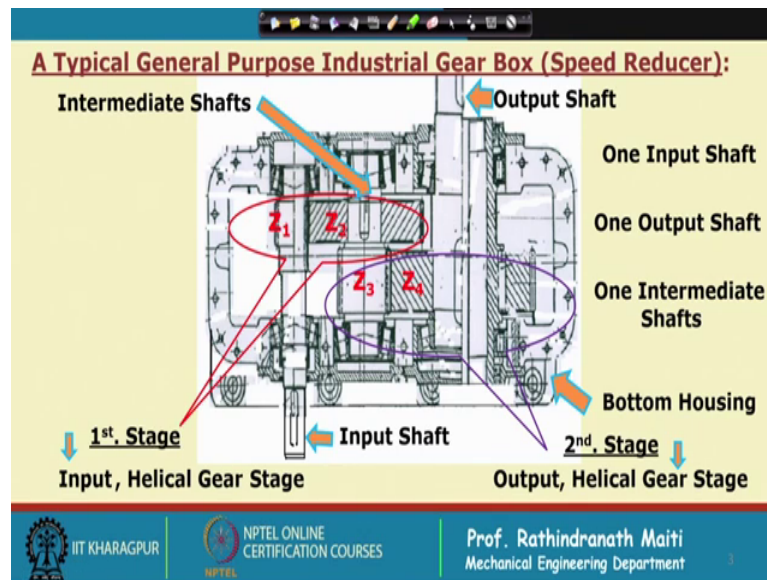 A Typical General Purpose Industrial Gear Box (Speed Reducer):
Intermediate Shafts
Output Shaft
One Input Shaft
Z1 Z2
One Output Shaft
Z3 Z4
One Intermediate
Shafts
Bottom Housing
1st. Stage
Input Shaft
2nd. Stage
Input, Helical Gear Stage
Output, Helical Gear Stage
IIT KHARAGPUR
NPTEL
NPTEL ONLINE
CERTIFICATION COURSES
Prof. Rathindranath Maiti
Mechanical Engineering Department
3